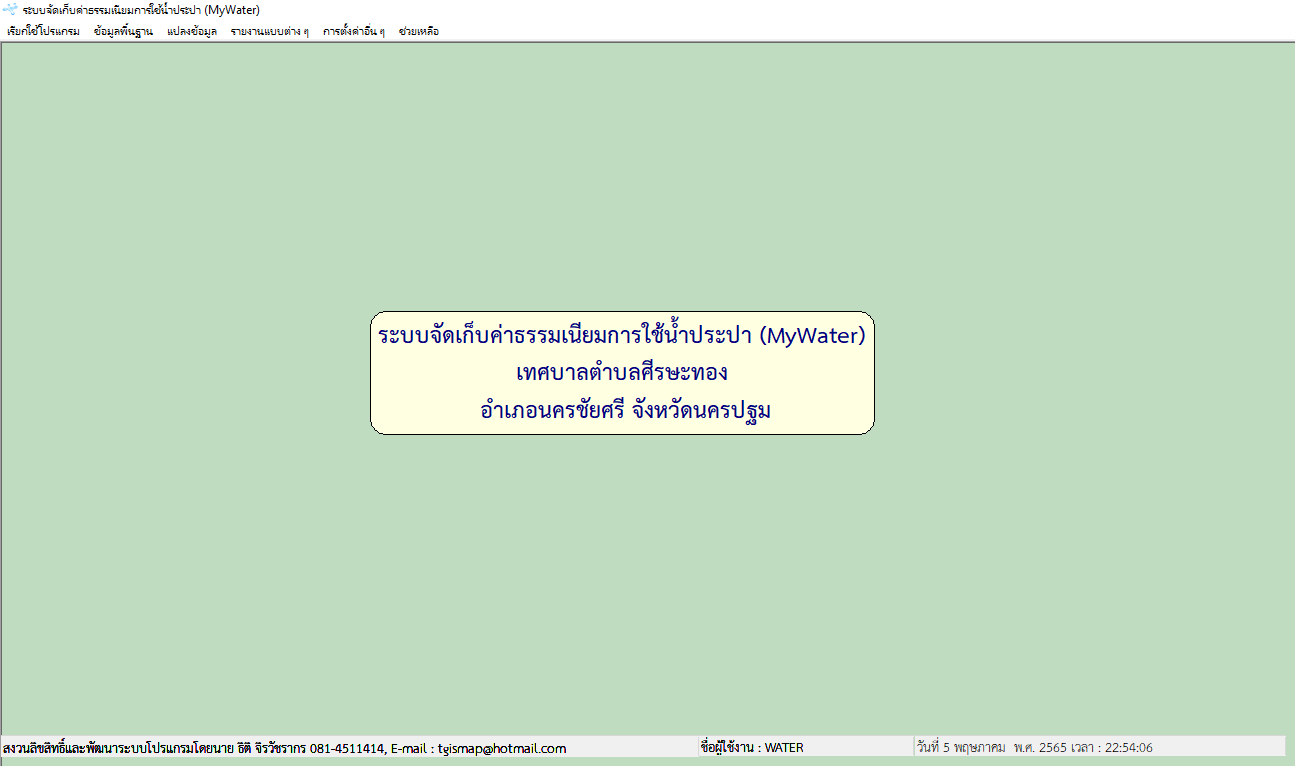 ระบบจัดเก็บค่าธรรมเนียมการใช้น้ำประปา (MyWater)
เรียกใช้โปรแกรม ข้อมูลพื้นฐาน แปลงข้อมูล รายงานแบบต่าง ๆ การตั้งค่าอื่น ๆ ช่วยเหลือ
ระบบจัดเก็บค่าธรรมเนียมการใช้น้ำประปา (MyWater)
เทศบาลตำบลศีรษะทอง
อำเภอนครชัยศรี จังหวัดนครปฐม
สงวนลิขสิทธิ์และพัฒนาระบบโปรแกรมโดยนาย ธิติ จิรวัชรากร 081-4511414, E-mail : tgismap@hotmail.com ชื่อผู้ใช้งาน : WATER วันที่ 5 พฤษภาคม พ.ศ. 2565 เวลา : 22:54:06